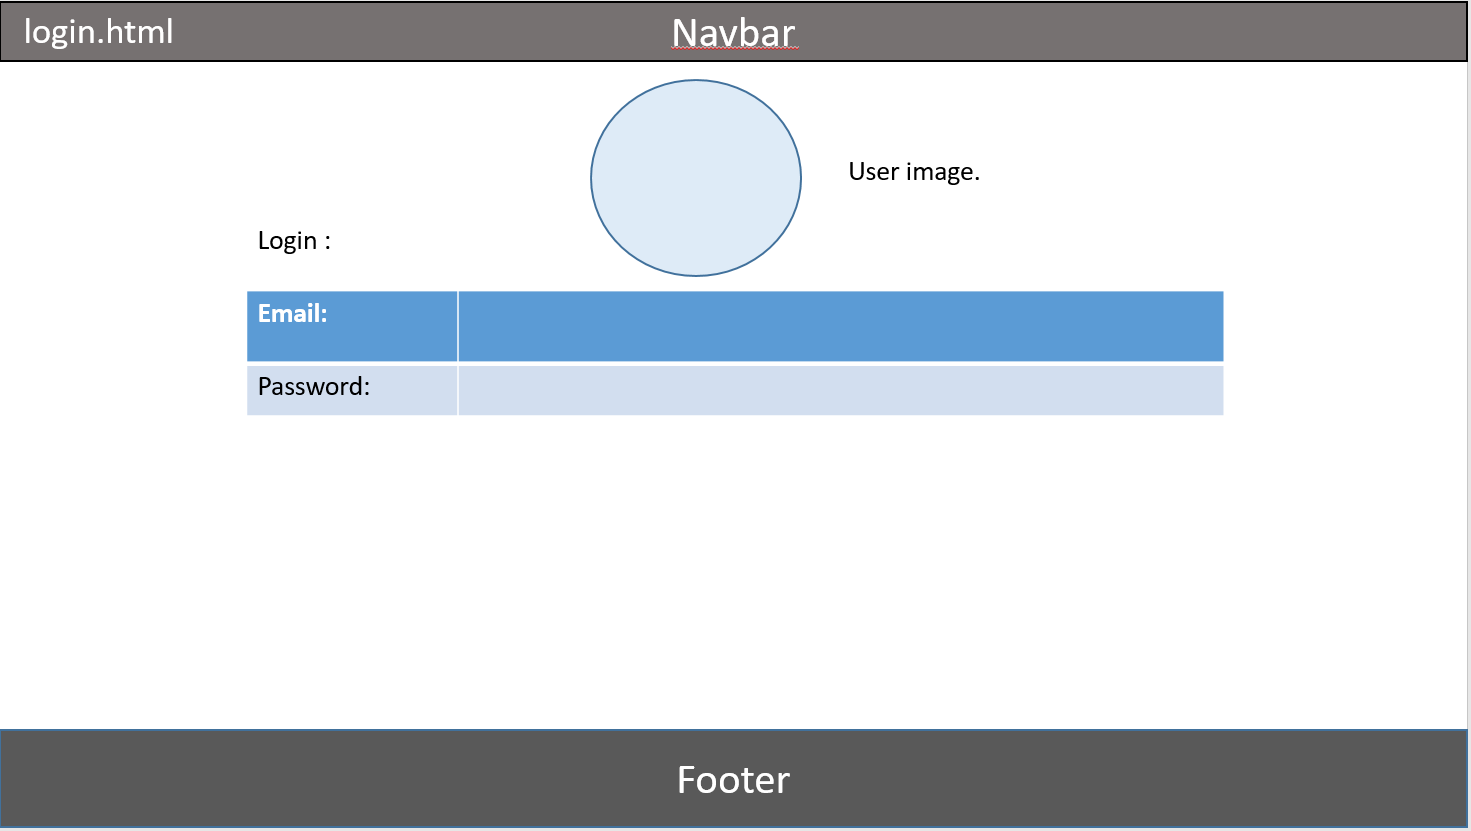 login.html
Navbar
User image.
Login :
Email:
Password:
Footer